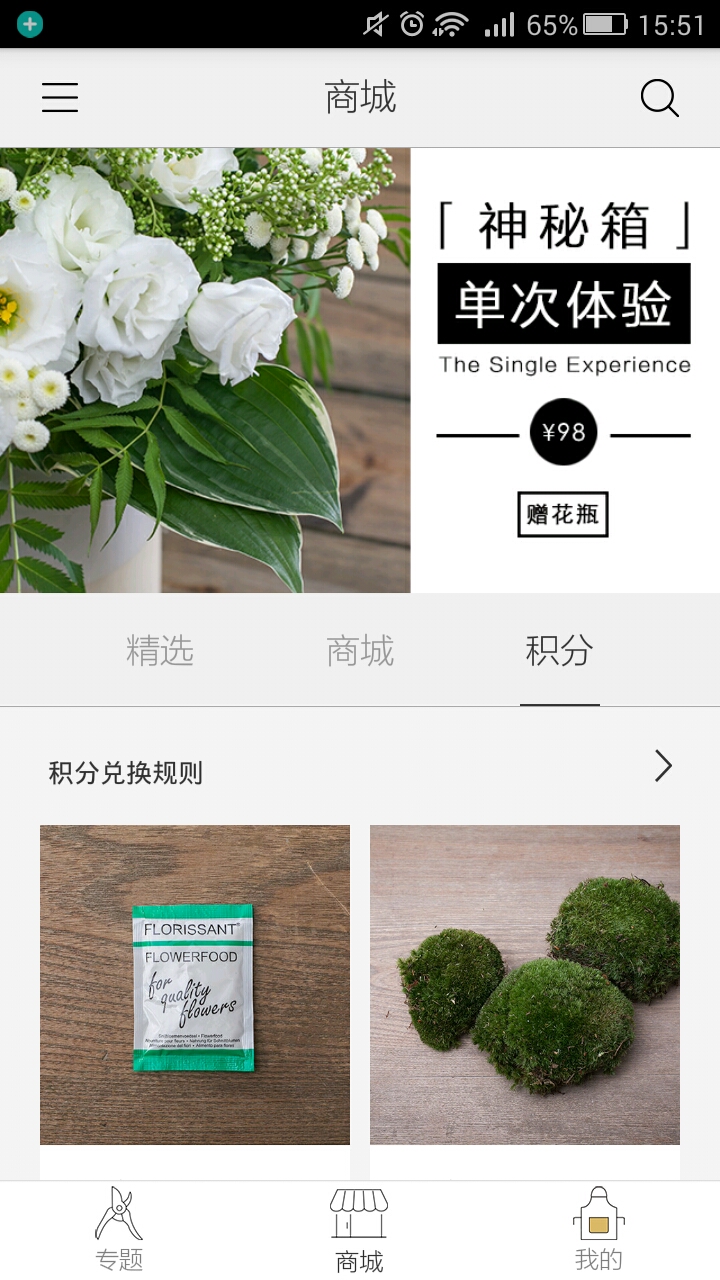 65% 15:51
商城
「神秘箱」
单次体验
The Single Experience
¥98
赠花瓶
精选 商城 积分
积分兑换规则
FLORISSANT
FLOWERFOOD
for
quality
flowers
专题 商城 我的